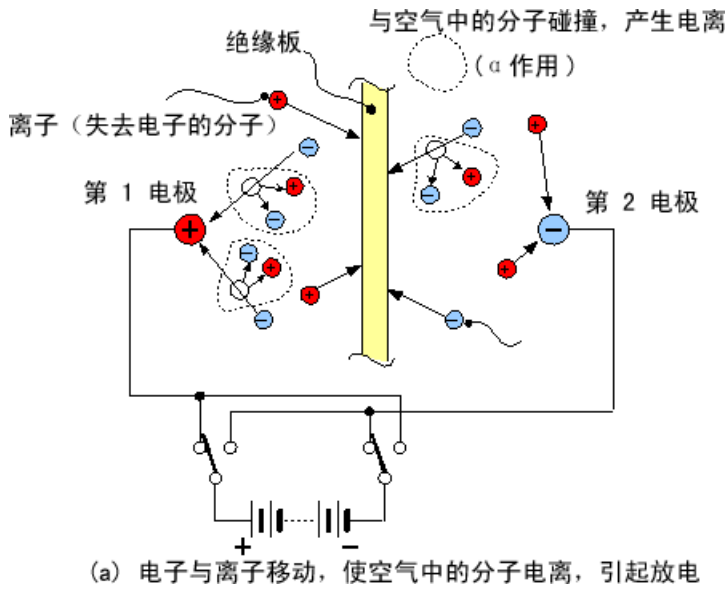 与空气中的分子碰撞，产生电离
绝缘板
（α作用）
离子（失去电子的分子）
第 1 电极
第 2 电极
+
−
+ −
(a) 电子与离子移动，使空气中的分子电离，引起放电